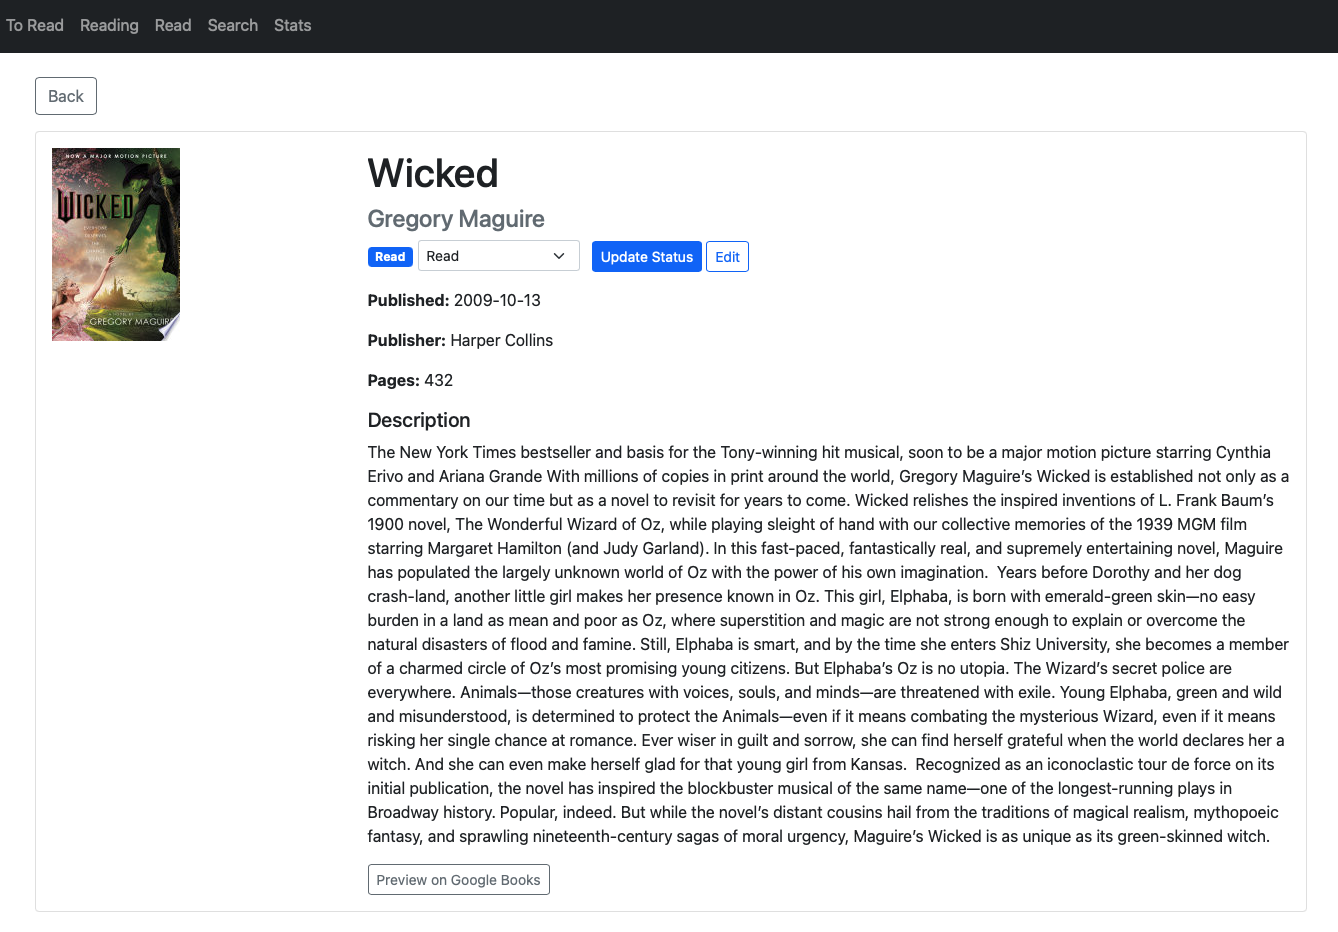 To Read Reading Read Search Stats
Back
NOW A MAJOR MOTION PICTURE
WICKED
EVERYONE
DESERVES
THE
CHANCE
TO FLY
GREGORY MAGUIRE
Wicked
Gregory Maguire
Read Read Update Status Edit
Published: 2009-10-13
Publisher: Harper Collins
Pages: 432
Description
The New York Times bestseller and basis for the Tony-winning hit musical, soon to be a major motion picture starring Cynthia
Erivo and Ariana Grande With millions of copies in print around the world, Gregory Maguire’s Wicked is established not only as a
commentary on our time but as a novel to revisit for years to come. Wicked relishes the inspired inventions of L. Frank Baum’s
1900 novel, The Wonderful Wizard of Oz, while playing sleight of hand with our collective memories of the 1939 MGM film
starring Margaret Hamilton (and Judy Garland). In this fast-paced, fantastically real, and supremely entertaining novel, Maguire
has populated the largely unknown world of Oz with the power of his own imagination.  Years before Dorothy and her dog
crash-land, another little girl makes her presence known in Oz. This girl, Elphaba, is born with emerald-green skin—no easy
burden in a land as mean and poor as Oz, where superstition and magic are not strong enough to explain or overcome the
natural disasters of flood and famine. Still, Elphaba is smart, and by the time she enters Shiz University, she becomes a member
of a charmed circle of Oz’s most promising young citizens. But Elphaba’s Oz is no utopia. The Wizard’s secret police are
everywhere. Animals—those creatures with voices, souls, and minds—are threatened with exile. Young Elphaba, green and wild
and misunderstood, is determined to protect the Animals—even if it means combating the mysterious Wizard, even if it means
risking her single chance at romance. Ever wiser in guilt and sorrow, she can find herself grateful when the world declares her a
witch. And she can even make herself glad for that young girl from Kansas.  Recognized as an iconoclastic tour de force on its
initial publication, the novel has inspired the blockbuster musical of the same name—one of the longest-running plays in
Broadway history. Popular, indeed. But while the novel’s distant cousins hail from the traditions of magical realism, mythopoeic
fantasy, and sprawling nineteenth-century sagas of moral urgency, Maguire’s Wicked is as unique as its green-skinned witch.
Preview on Google Books